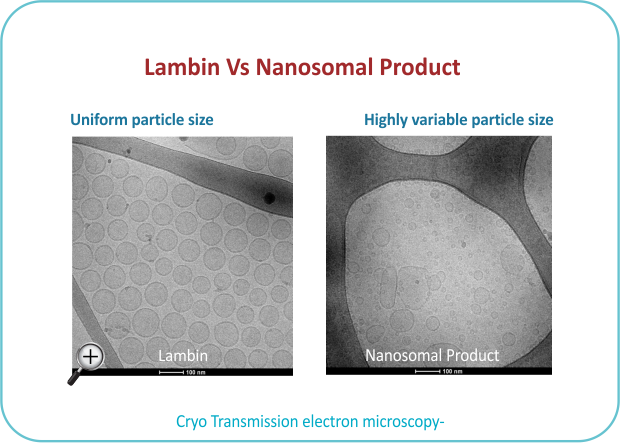 Lambin Vs Nanosomal Product
Uniform particle size
Highly variable particle size
Lambin
100 nm
Nanosomal Product
100 nm
Cryo Transmission electron microscopy-